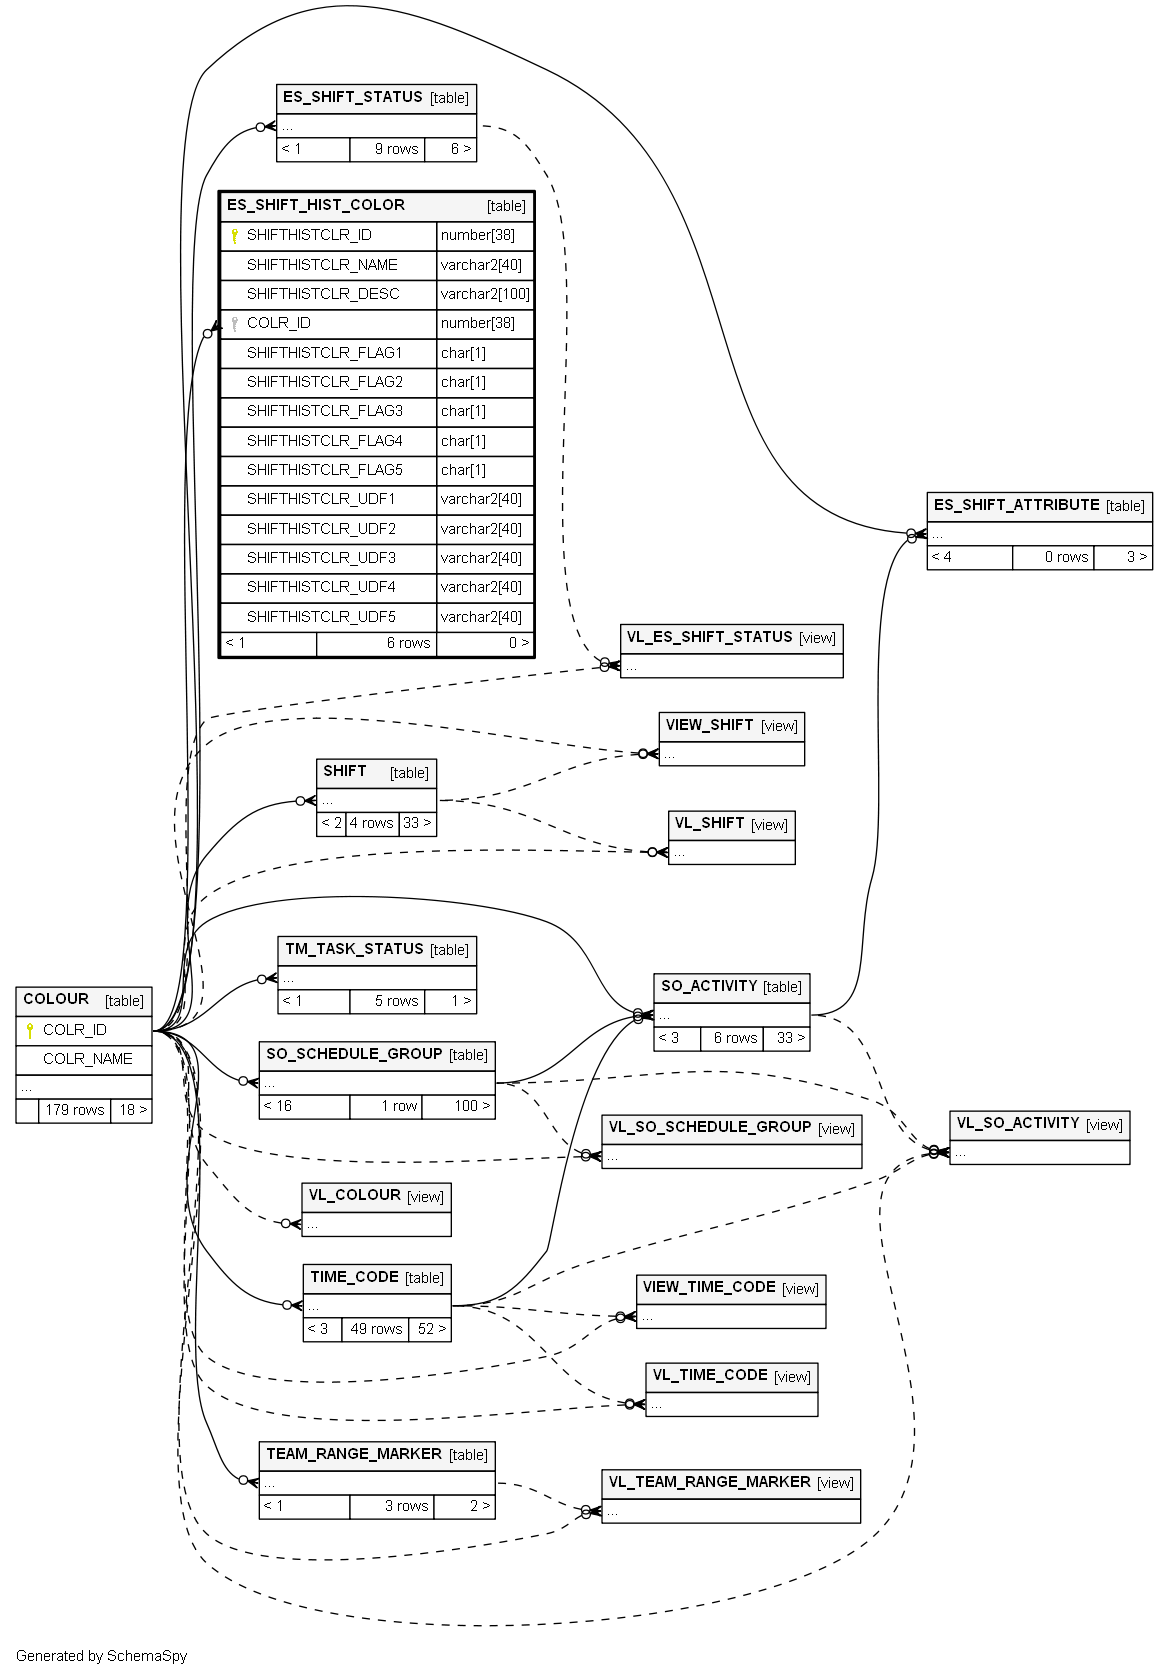 ES_SHIFT_STATUS [table]
...
< 1 9 rows 6 >
ES_SHIFT_HIST_COLOR [table]
SHIFTHISTCLR_ID number[38]
SHIFTHISTCLR_NAME varchar2[40]
SHIFTHISTCLR_DESC varchar2[100]
COLR_ID number[38]
SHIFTHISTCLR_FLAG1 char[1]
SHIFTHISTCLR_FLAG2 char[1]
SHIFTHISTCLR_FLAG3 char[1]
SHIFTHISTCLR_FLAG4 char[1]
SHIFTHISTCLR_FLAG5 char[1]
SHIFTHISTCLR_UDF1 varchar2[40]
SHIFTHISTCLR_UDF2 varchar2[40]
SHIFTHISTCLR_UDF3 varchar2[40]
SHIFTHISTCLR_UDF4 varchar2[40]
SHIFTHISTCLR_UDF5 varchar2[40]
< 1 6 rows 0 >
ES_SHIFT_ATTRIBUTE [table]
...
< 4 0 rows 3 >
VL_ES_SHIFT_STATUS [view]
...
VIEW_SHIFT [view]
...
SHIFT [table]
...
< 2 4 rows 33 >
VL_SHIFT [view]
...
TM_TASK_STATUS [table]
...
< 1 5 rows 1 >
SO_ACTIVITY [table]
...
< 3 6 rows 33 >
COLOUR [table]
COLR_ID
COLR_NAME
...
179 rows 18 >
SO_SCHEDULE_GROUP [table]
...
< 16 1 row 100 >
VL_SO_SCHEDULE_GROUP [view]
...
VL_SO_ACTIVITY [view]
...
VL_COLOUR [view]
...
TIME_CODE [table]
...
< 3 49 rows 52 >
VIEW_TIME_CODE [view]
...
VL_TIME_CODE [view]
...
TEAM_RANGE_MARKER [table]
...
< 1 3 rows 2 >
VL_TEAM_RANGE_MARKER [view]
...
Generated by SchemaSpy